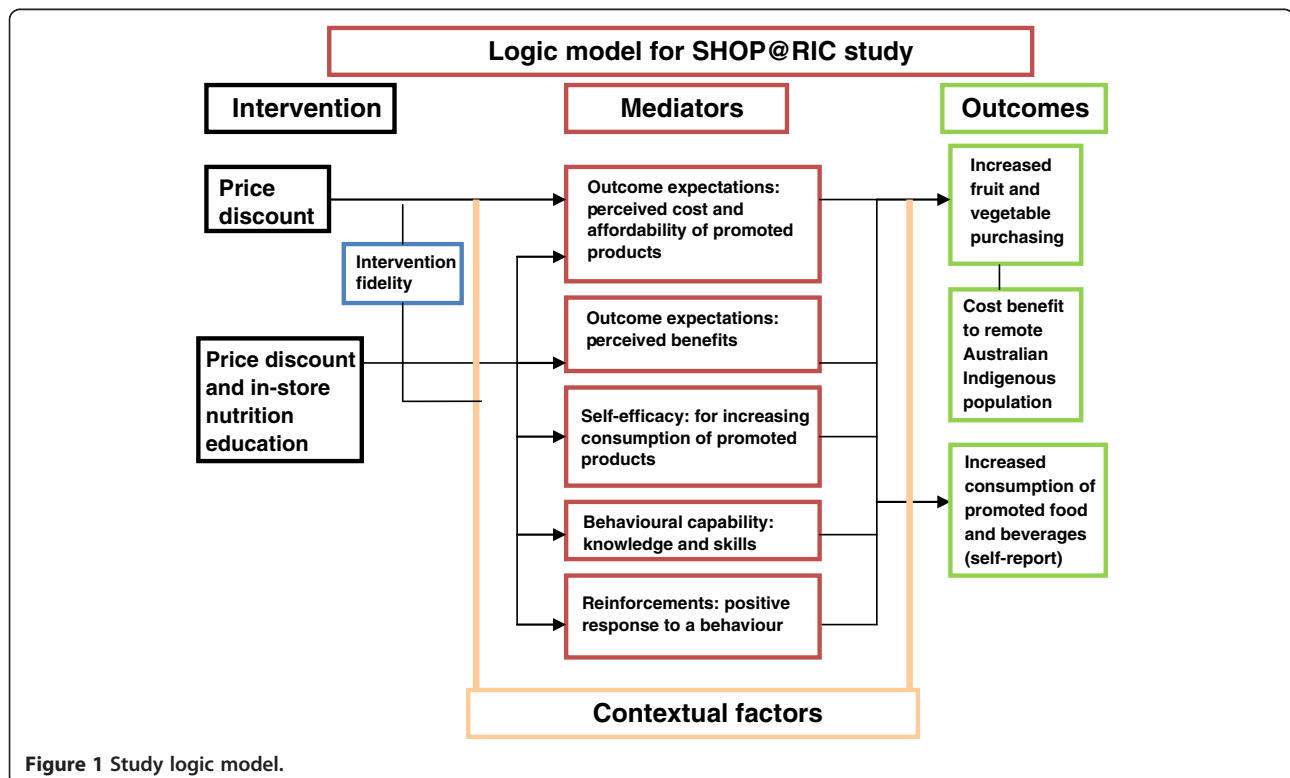 Logic model for SHOP@RIC study
Intervention
Mediators
Outcomes
Price
discount
Intervention
fidelity
Price discount
and in-store
nutrition
education
Outcome expectations:
perceived cost and
affordability of promoted
products
Outcome expectations:
perceived benefits
Self-efficacy: for increasing
consumption of promoted
products
Behavioural capability:
knowledge and skills
Reinforcements: positive
response to a behaviour
Increased
fruit and
vegetable
purchasing
Cost benefit
to remote
Australian
Indigenous
population
Increased
consumption of
promoted food
and beverages
(self-report)
Contextual factors
Figure 1 Study logic model.